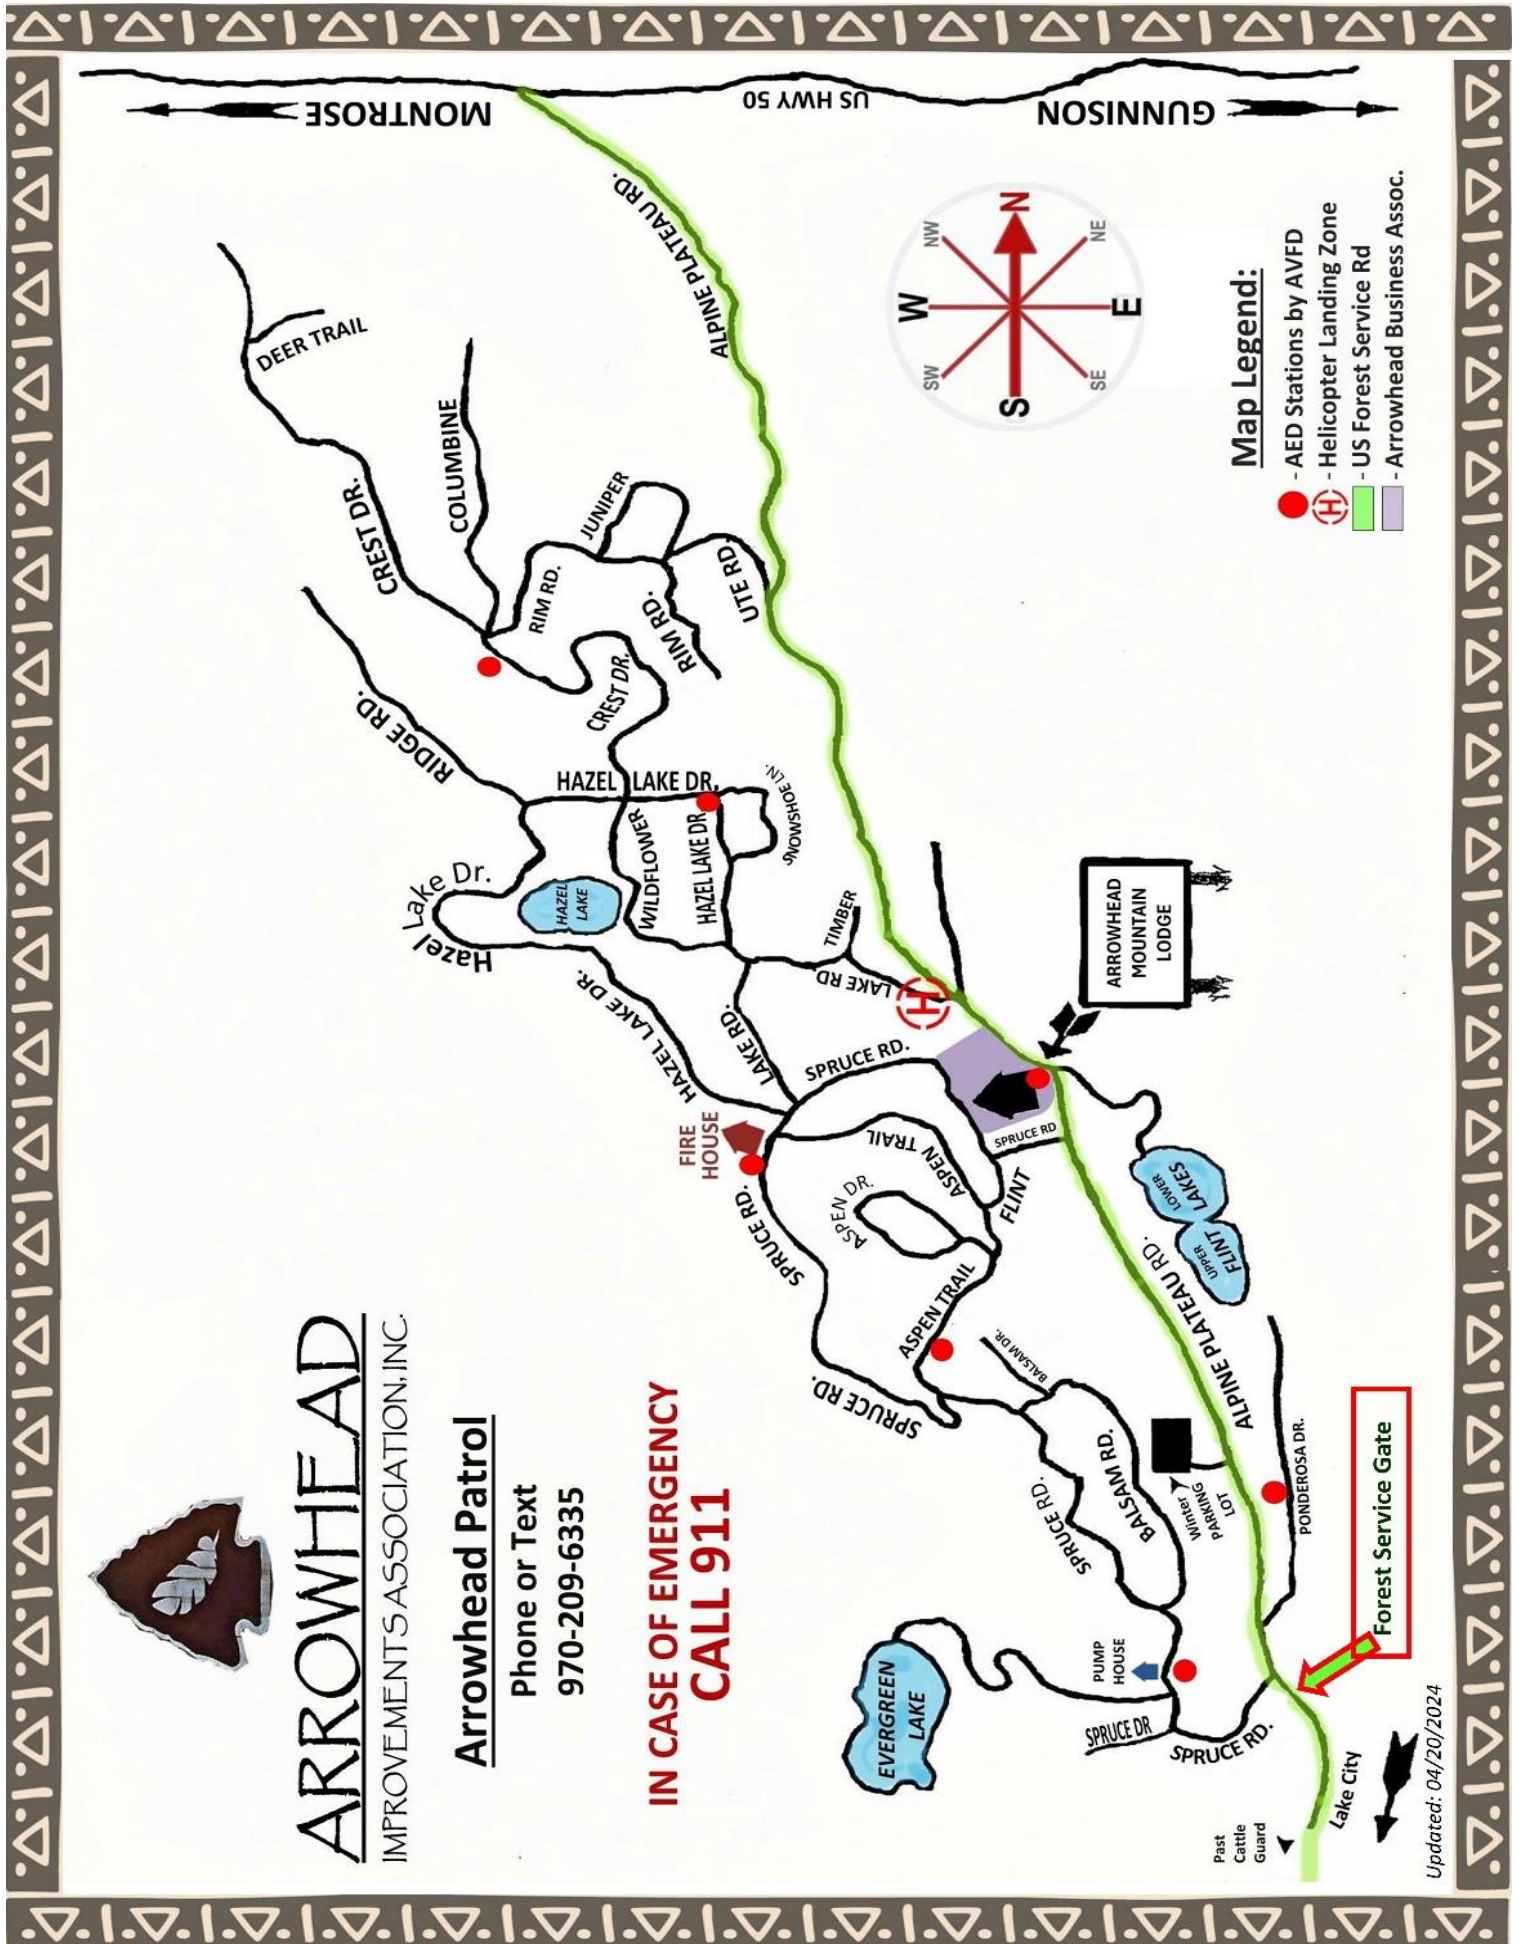 ARROWHEAD
IMPROVEMENTS ASSOCIATION, INC.
Arrowhead Patrol
Phone or Text
970-209-6335
IN CASE OF EMERGENCY
CALL 911
MONTROSE
US HWY 50
GUNNISON
ALPINE PLATEAU RD.
ALPINE PLATEAU RD.
DEER TRAIL
CREST DR.
COLUMBINE
JUNIPER
RIM RD.
RIM RD.
UTE RD.
CREST DR.
RIDGE RD.
HAZEL LAKE DR.
SNOWSHOE LN.
WILDFLOWER
HAZEL LAKE DR
Hazel Lake Dr.
HAZEL
LAKE
HAZEL LAKE DR.
TIMBER
LAKE RD
H
LAKE RD.
SPRUCE RD.
FIRE
HOUSE
ASPEN TRAIL
SPRUCE RD
ASPEN DR.
FLINT
SPRUCE RD.
ASPEN TRAIL
SPRUCE RD.
BALSAM DR.
BALSAM RD.
SPRUCE RD.
Winter
PARKING
LOT
ALPINE PLATEAU RD.
PONDEROSA DR.
LOWER
LAKES
UPPER
FLINT
ARROWHEAD
MOUNTAIN
LODGE
PUMP
HOUSE
EVERGREEN
LAKE
SPRUCE DR
SPRUCE RD.
Forest Service Gate
Lake City
Past
Cattle
Guard
N
NE
E
SE
S
SW
W
NW
Map Legend:
- AED Stations by AVFD
H - Helicopter Landing Zone
- US Forest Service Rd
- Arrowhead Business Assoc.
Updated: 04/20/2024